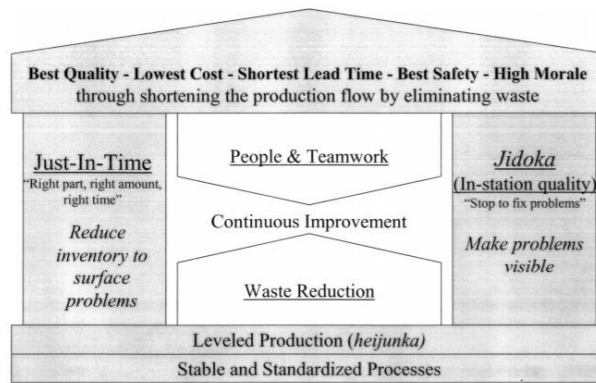 Best Quality - Lowest Cost - Shortest Lead Time - Best Safety - High Morale
through shortening the production flow by eliminating waste
Just-In-Time
“Right part, right amount,
right time”
Reduce
inventory to
surface
problems
People & Teamwork
Continuous Improvement
Waste Reduction
Jidoka
(In-station quality)
“Stop to fix problems”
Make problems
visible
Leveled Production (heijunka)
Stable and Standardized Processes